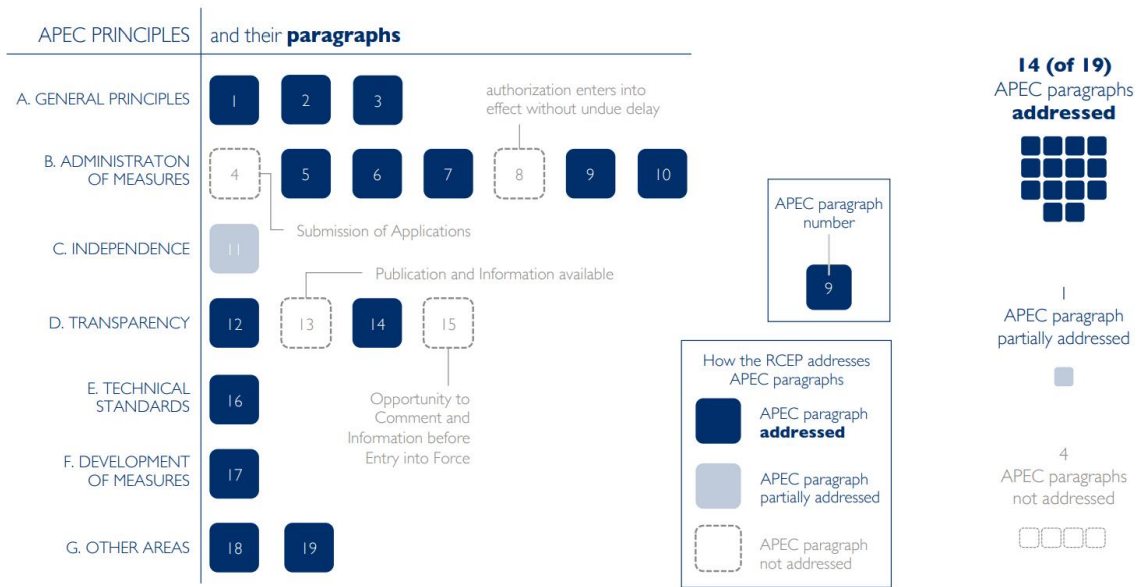 APEC PRINCIPLES
and their paragraphs
A. GENERAL PRINCIPLES
1
2
3
authorization enters into
effect without undue delay
B. ADMINISTRATON
OF MEASURES
4
5
6
7
8
9
10
Submission of Applications
C. INDEPENDENCE
11
Publication and Information available
D. TRANSPARENCY
12
13
14
15
Opportunity to
Comment and
Information before
Entry into Force
E. TECHNICAL
STANDARDS
16
F. DEVELOPMENT
OF MEASURES
17
G. OTHER AREAS
18
19
APEC paragraph
number
9
How the RCEP addresses
APEC paragraphs
APEC paragraph
addressed
APEC paragraph
partially addressed
APEC paragraph
not addressed
14 (of 19)
APEC paragraphs
addressed
1
APEC paragraph
partially addressed
4
APEC paragraphs
not addressed